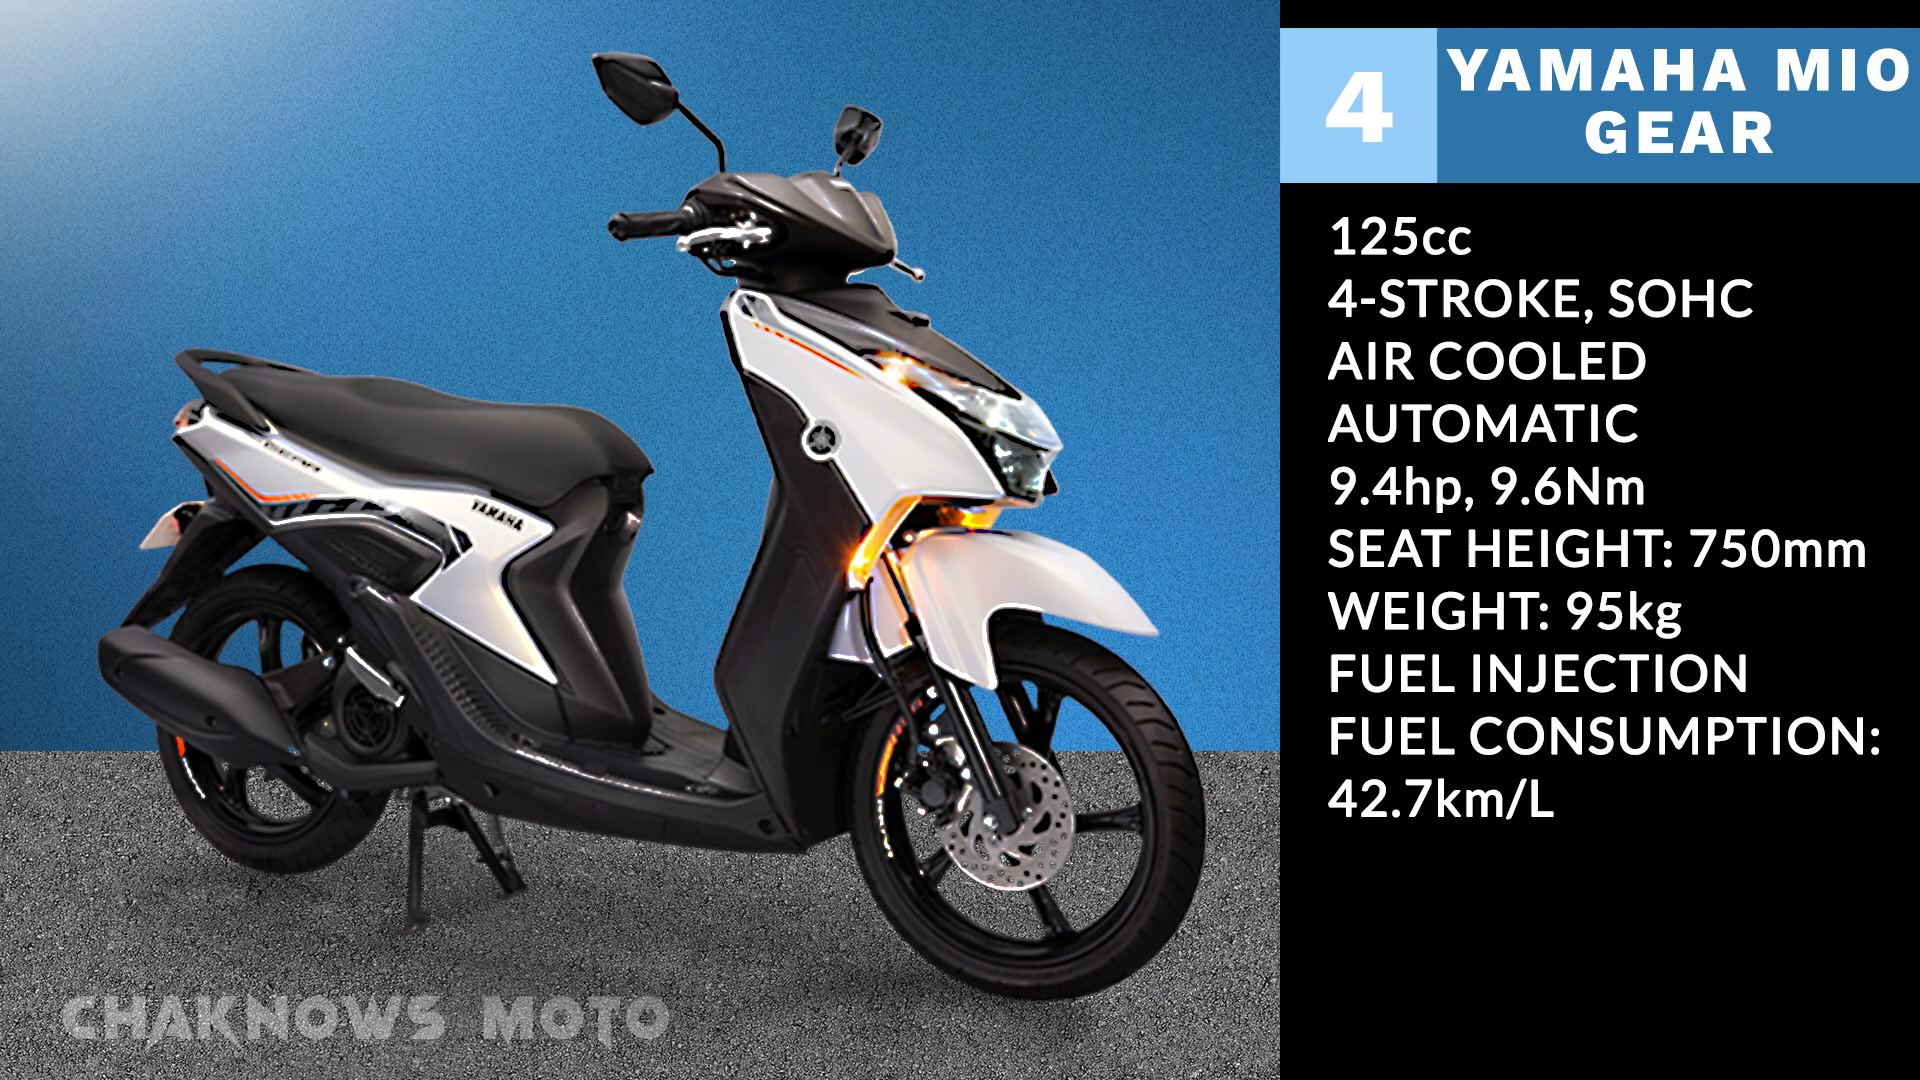 4
YAMAHA MIO
GEAR
125cc
4-STROKE, SOHC
AIR COOLED
AUTOMATIC
9.4hp, 9.6Nm
SEAT HEIGHT: 750mm
WEIGHT: 95kg
FUEL INJECTION
FUEL CONSUMPTION:
42.7km/L
GEAR
YAMAHA
CHAKNOWS MOTO